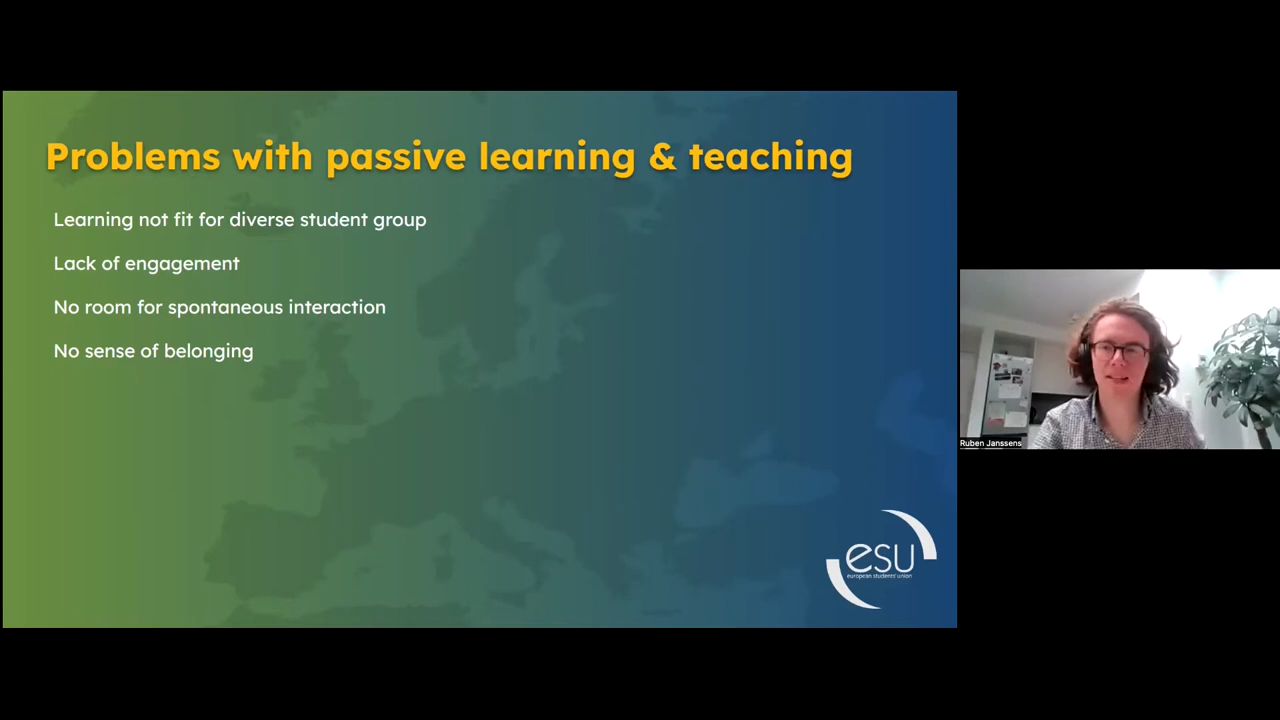 Problems with passive learning & teaching
Learning not fit for diverse student group
Lack of engagement
No room for spontaneous interaction
No sense of belonging
esu
european students' union
Ruben Janssens